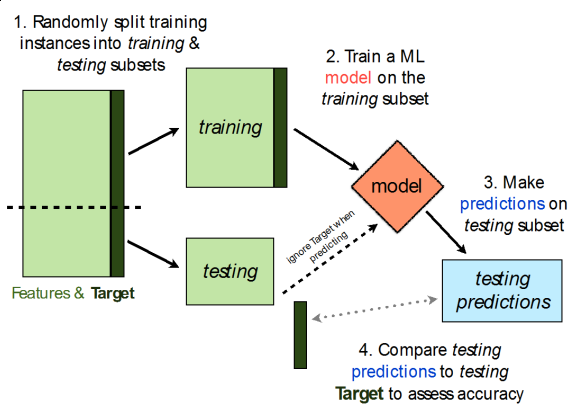 1. Randomly split training
instances into training &
testing subsets
2. Train a ML
model on the
training subset
training
model
3. Make
predictions on
testing subset
Ignore Target when
predicting
testing
testing
predictions
Features & Target
4. Compare testing
predictions to testing
Target to assess accuracy